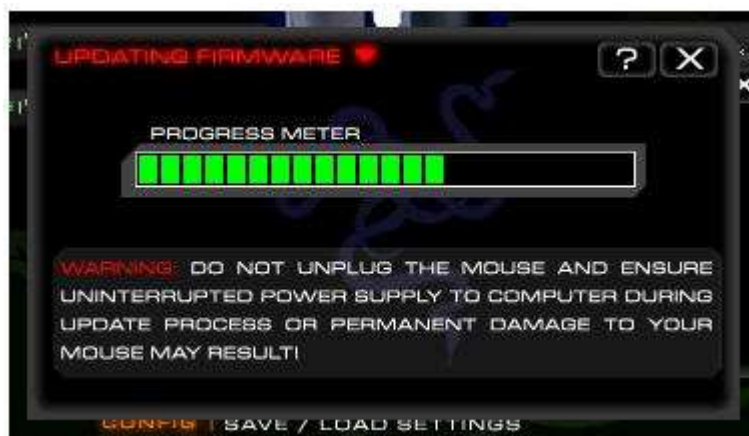 UPDATING FIRMWARE
? X
PROGRESS METER
WARNING: DO NOT UNPLUG THE MOUSE AND ENSURE
UNINTERRUPTED POWER SUPPLY TO COMPUTER DURING
UPDATE PROCESS OR PERMANENT DAMAGE TO YOUR
MOUSE MAY RESULT!
CONFIG | SAVE / LOAD SETTINGS